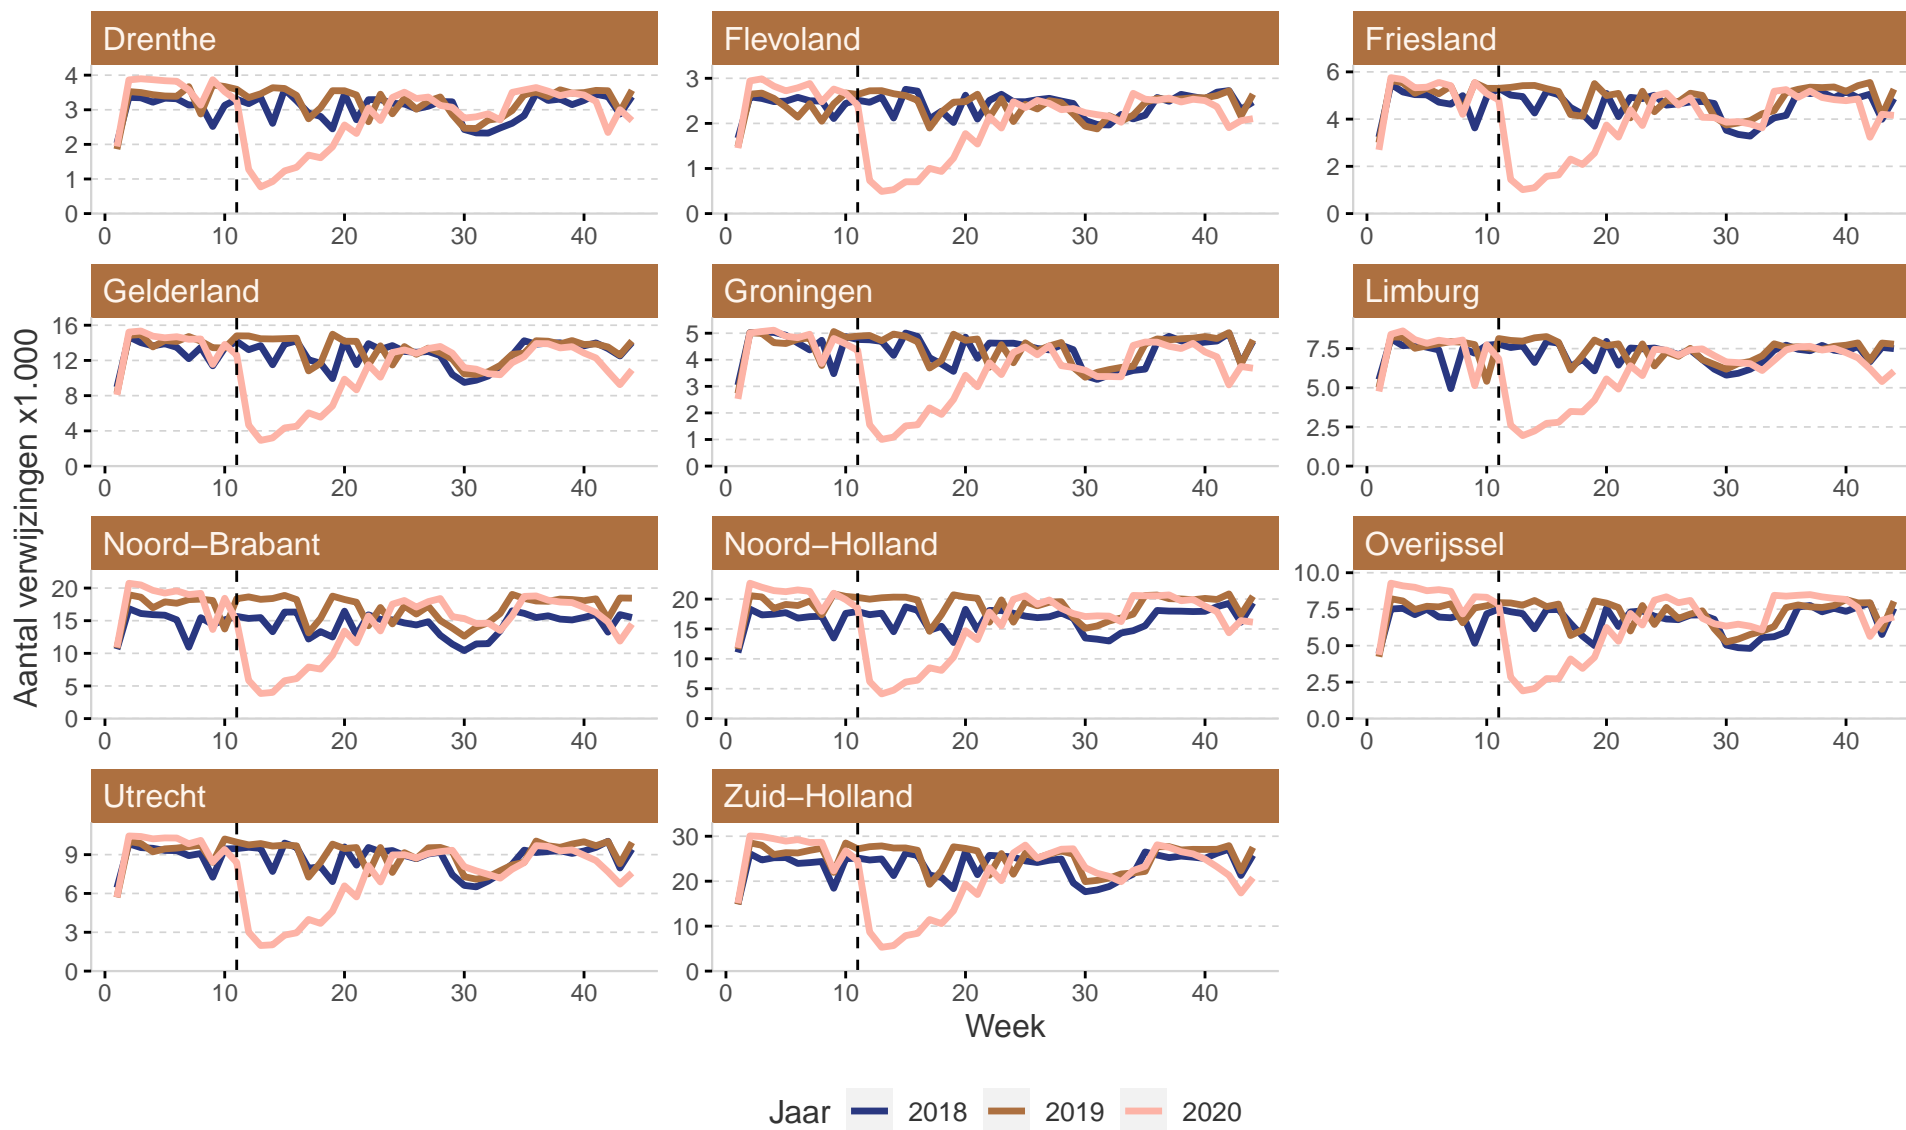 Drenthe
Flevoland
Friesland
4
3
2
1
0
0 10 20 30 40
3
2
1
0
0 10 20 30 40
6
4
2
0
0 10 20 30 40
Gelderland
Groningen
Limburg
16
12
8
4
0
0 10 20 30 40
5
4
3
2
1
0
0 10 20 30 40
7.5
5.0
2.5
0.0
0 10 20 30 40
Aantal verwijzingen x1.000
Noord−Brabant
Noord−Holland
Overijssel
20
15
10
5
0
0 10 20 30 40
20
15
10
5
0
0 10 20 30 40
10.0
7.5
5.0
2.5
0.0
0 10 20 30 40
Utrecht
Zuid−Holland
9
6
3
0
0 10 20 30 40
30
20
10
0
0 10 20 30 40
Week
Jaar 2018 2019 2020